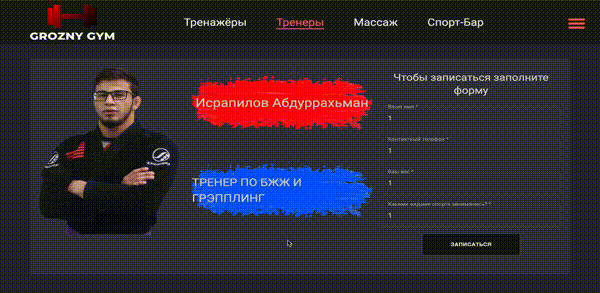 Тренажёры Тренеры Массаж Спорт-Бар
GROZNY GYM
Исрапилов Абдуррахьман
ТРЕНЕР ПО БЖЖ И
ГРЭППЛИНГ
Чтобы записаться заполните
форму
Ваше имя *
1
Контактный телефон *
1
Ваш вес *
1
Какими видами спорта занимались? *
1
ЗАПИСАТЬСЯ